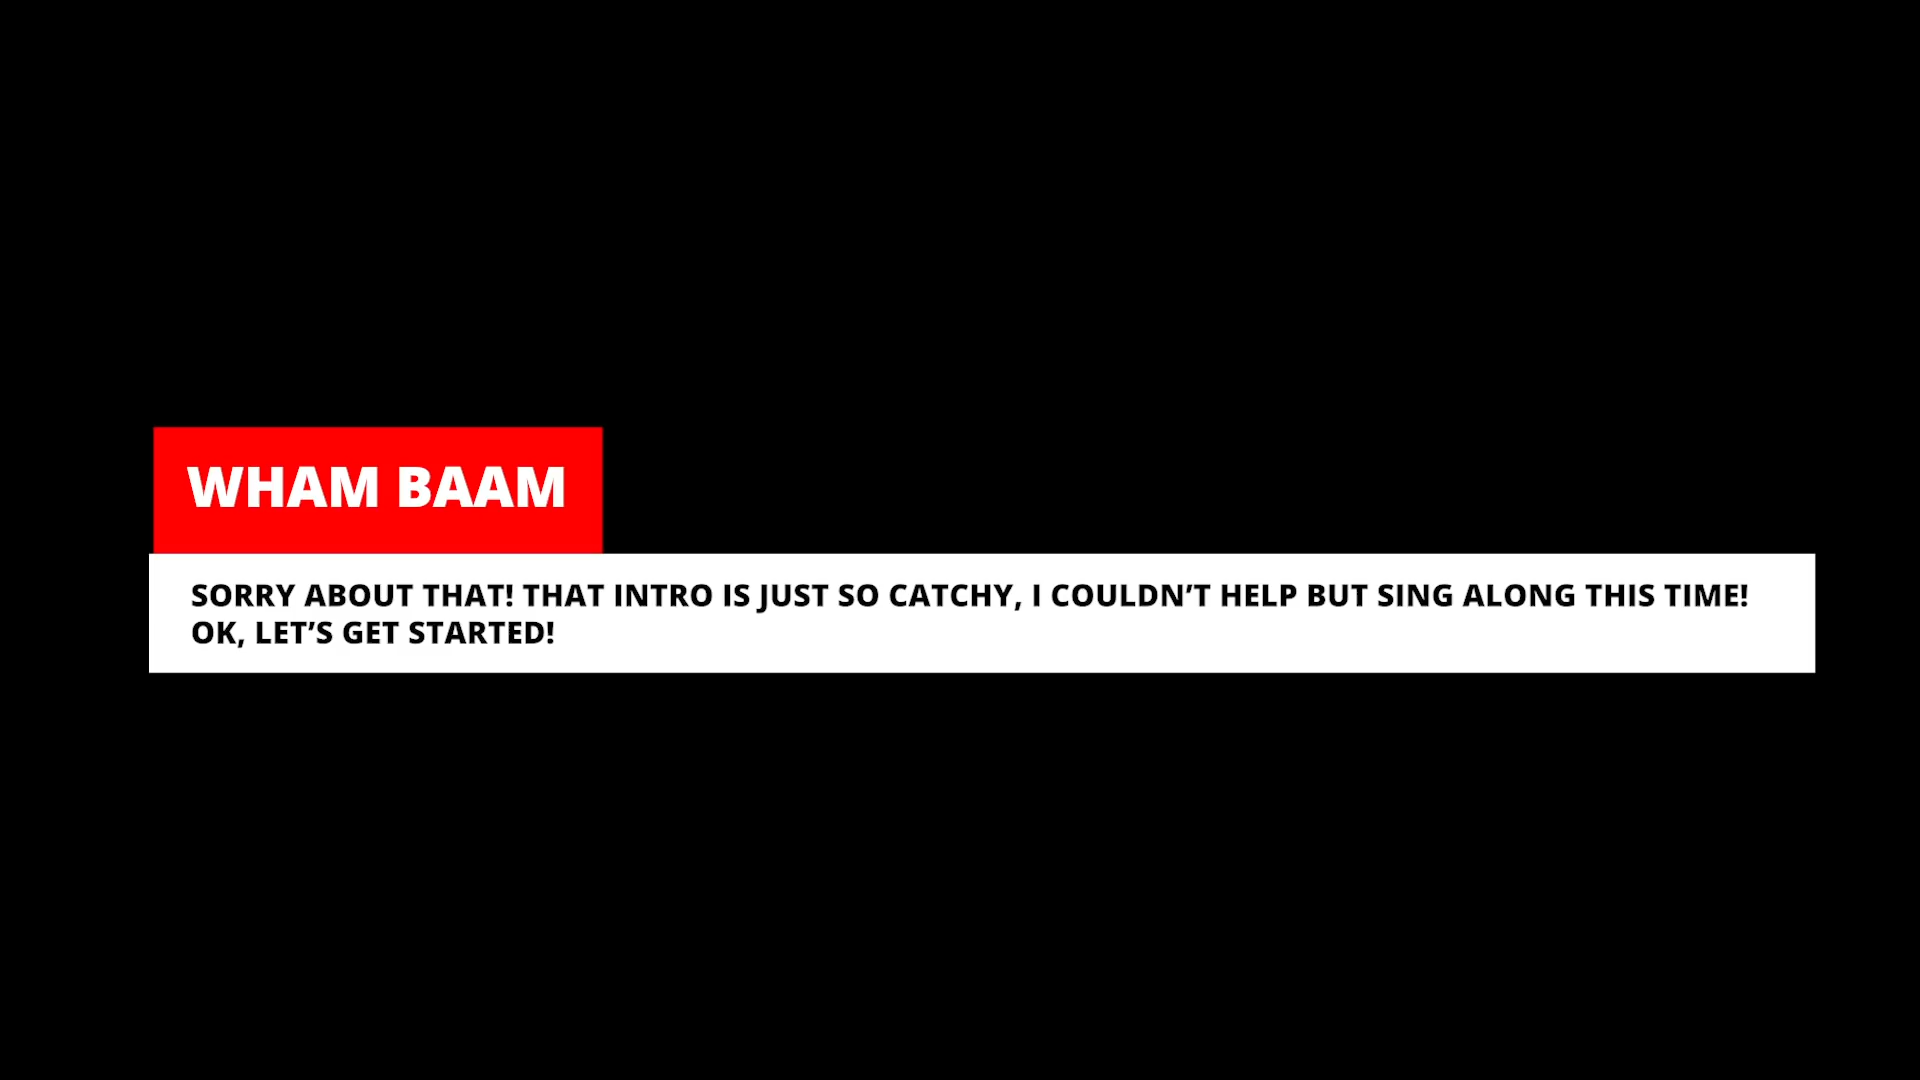 WHAM BAAM
SORRY ABOUT THAT! THAT INTRO IS JUST SO CATCHY, I COULDN’T HELP BUT SING ALONG THIS TIME!
OK, LET’S GET STARTED!